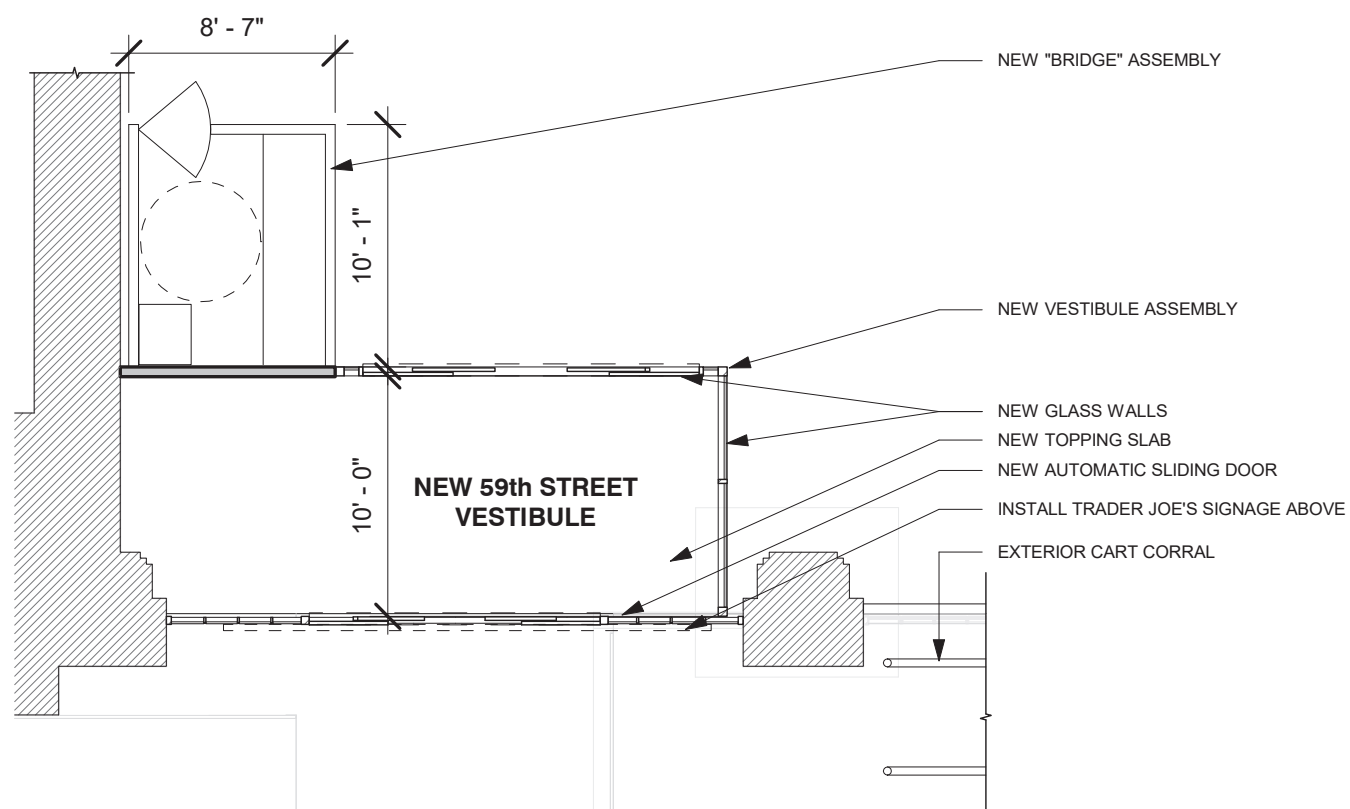 8' - 7"
NEW "BRIDGE" ASSEMBLY
10' - 1"
NEW VESTIBULE ASSEMBLY
NEW GLASS WALLS
NEW TOPPING SLAB
NEW AUTOMATIC SLIDING DOOR
10' - 0"
NEW 59th STREET
VESTIBULE
INSTALL TRADER JOE'S SIGNAGE ABOVE
EXTERIOR CART CORRAL